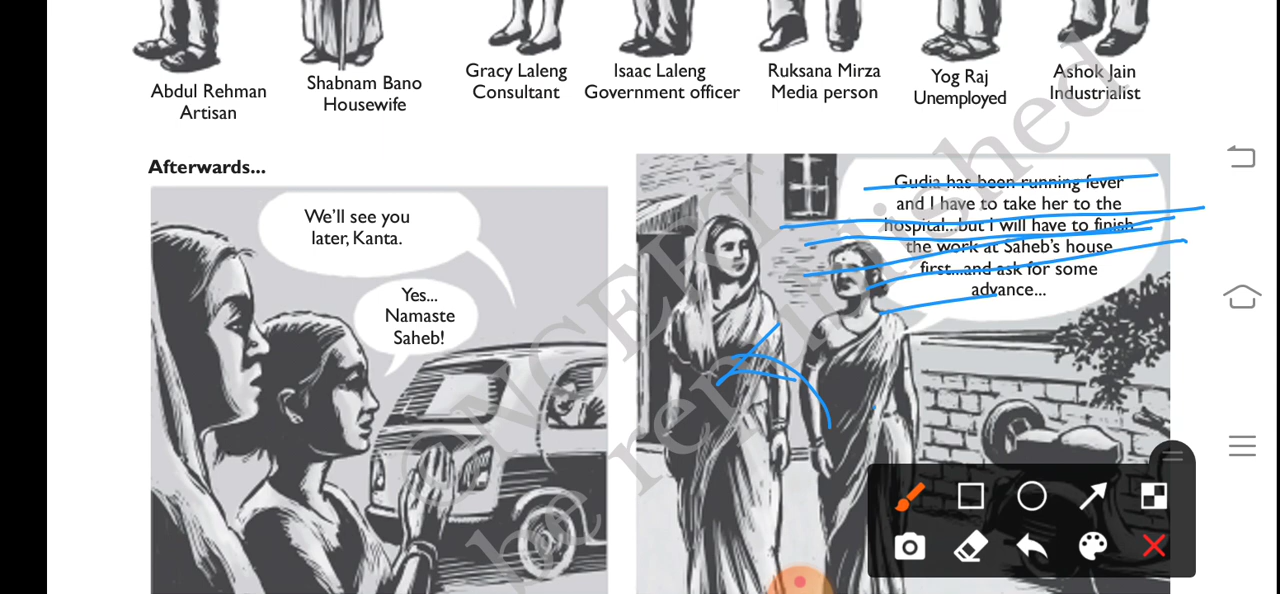 Abdul Rehman
Artisan
Shabnam Bano
Housewife
Gracy Laleng
Consultant
Isaac Laleng
Government officer
Ruksana Mirza
Media person
Yog Raj
Unemployed
Ashok Jain
Industrialist
Afterwards...
We'll see you
later, Kanta.
Yes...
Namaste
Saheb!
Gudia has been running fever
and I have to take her to the
hospital...but I will have to finish
the work at Saheb's house
first...and ask for some
advance...
NCERT
be republished